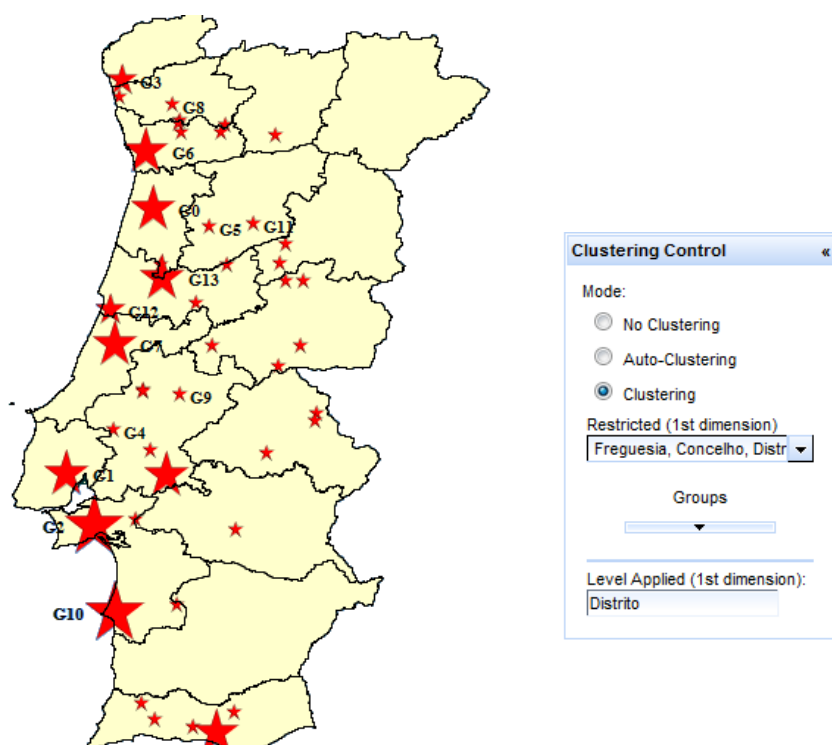 G3
G8
G6
G0
G5
G11
G13
G12
G7
G9
G4
G1
G2
G10
Clustering Control «
Mode:
No Clustering
Auto-Clustering
Clustering
Restricted (1st dimension)
Freguesia, Concelho, Distr
Groups
Level Applied (1st dimension):
Distrito